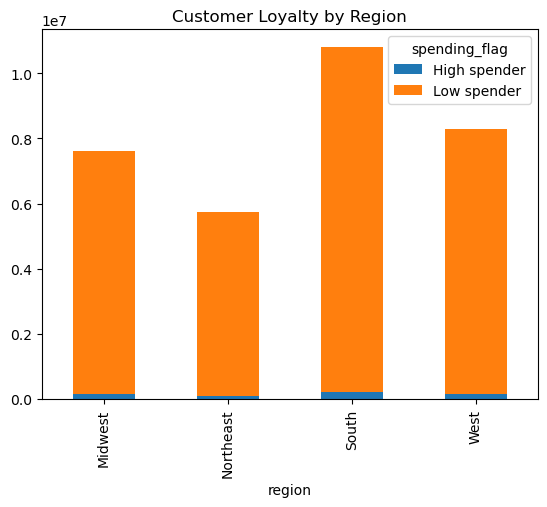 Customer Loyalty by Region
1e7
spending_flag
High spender
Low spender
1.0
0.8
0.6
0.4
0.2
0.0
Midwest
Northeast
South
West
region